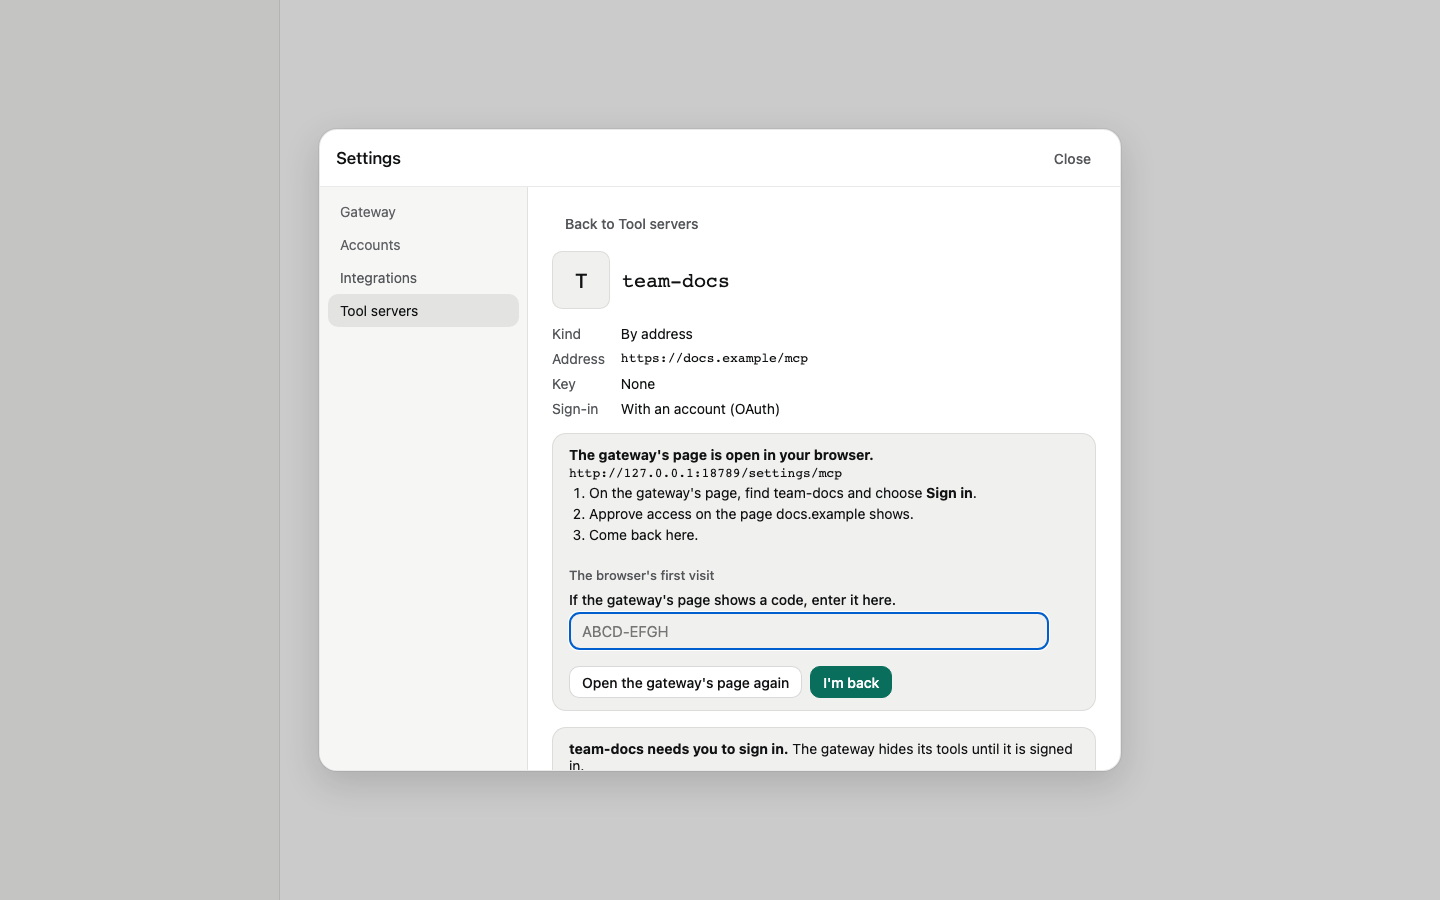 Settings
Close
Gateway
Accounts
Integrations
Tool servers
Back to Tool servers
T
team-docs
Kind By address
Address https://docs.example/mcp
Key None
Sign-in With an account (OAuth)
The gateway's page is open in your browser.
http://127.0.0.1:18789/settings/mcp
1. On the gateway's page, find team-docs and choose Sign in.
2. Approve access on the page docs.example shows.
3. Come back here.
The browser's first visit
If the gateway's page shows a code, enter it here.
ABCD-EFGH
Open the gateway's page again
I'm back
team-docs needs you to sign in. The gateway hides its tools until it is signed
in.